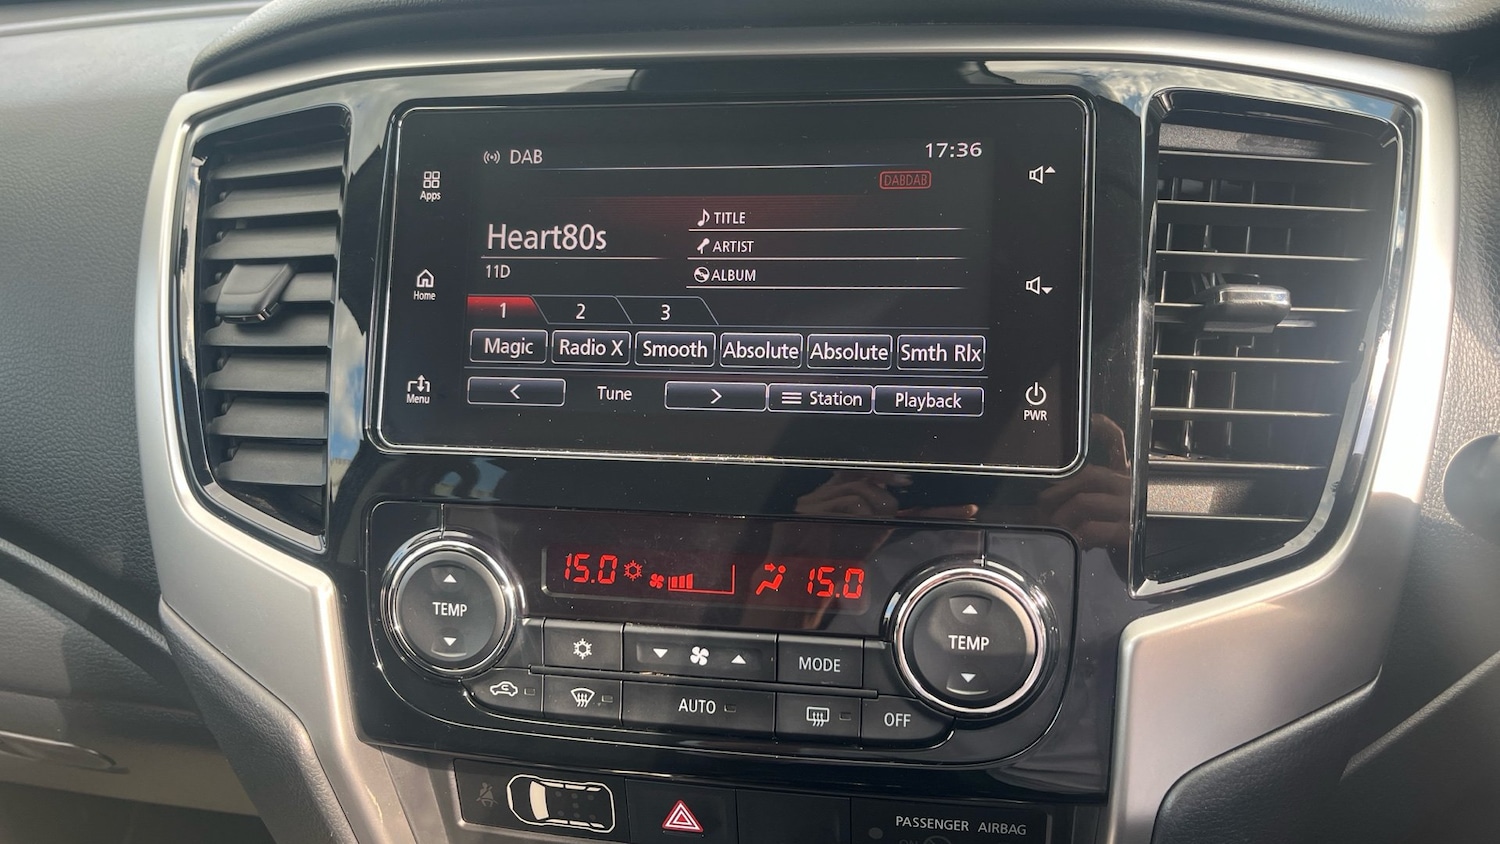 DAB
17:36
DABDAB
Apps
Heart80s
TITLE
ARTIST
11D
ALBUM
Home
1 2 3
Magic Radio X Smooth Absolute Absolute Smth Rlx
< Tune > Station Playback
Menu
PWR
15.0 15.0
TEMP
TEMP
MODE
AUTO
OFF
PASSENGER AIRBAG